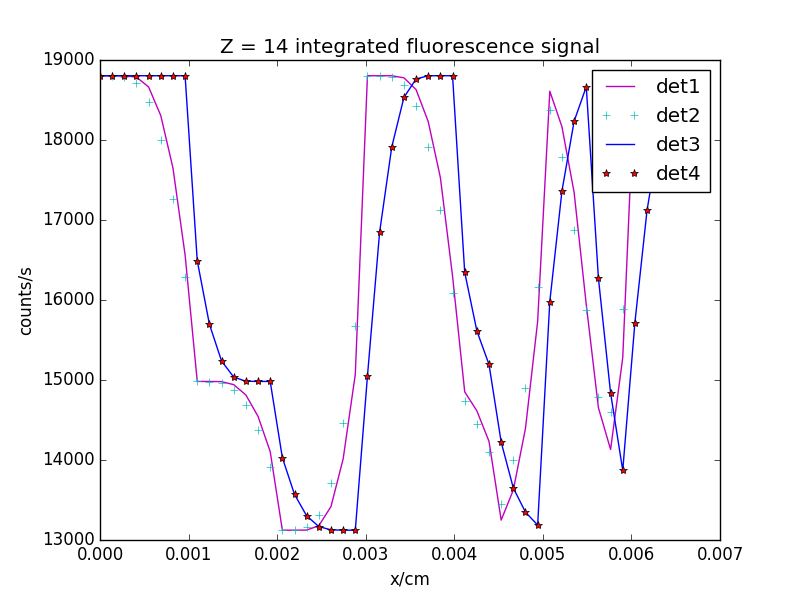 Z = 14 integrated fluorescence signal
19000
18000
17000
16000
15000
14000
13000
counts/s
det1
det2
det3
det4
0.000
0.001
0.002
0.003
0.004
0.005
0.006
0.007
x/cm